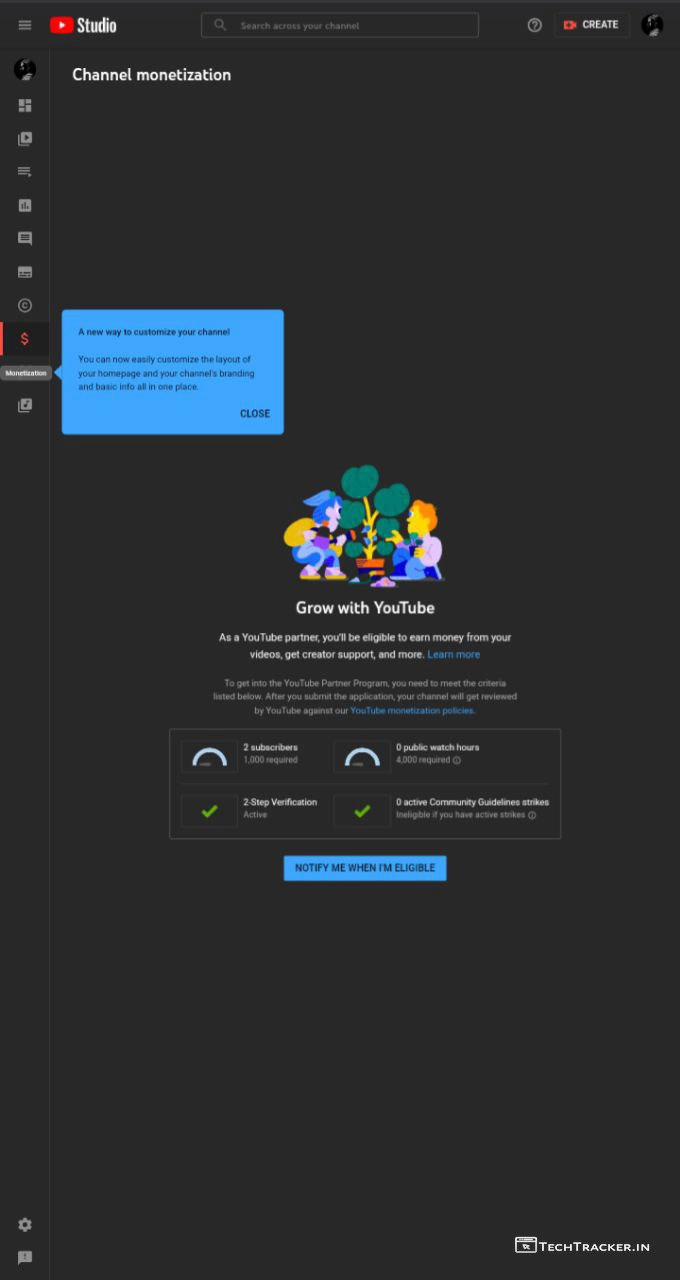 Studio
Search across your channel
CREATE
Channel monetization
A new way to customize your channel
You can now easily customize the layout of
your homepage and your channel's branding
and basic info all in one place.
CLOSE
Monetization
Grow with YouTube
As a YouTube partner, you'll be eligible to earn money from your
videos, get creator support, and more. Learn more
To get into the YouTube Partner Program, you need to meet the criteria
listed below. After you submit the application, your channel will get reviewed
by YouTube against our YouTube monetization policies.
2 subscribers
1,000 required
0 public watch hours
4,000 required
2-Step Verification
Active
0 active Community Guidelines strikes
Ineligible if you have active strikes
NOTIFY ME WHEN I'M ELIGIBLE
TECHTRACKER.IN